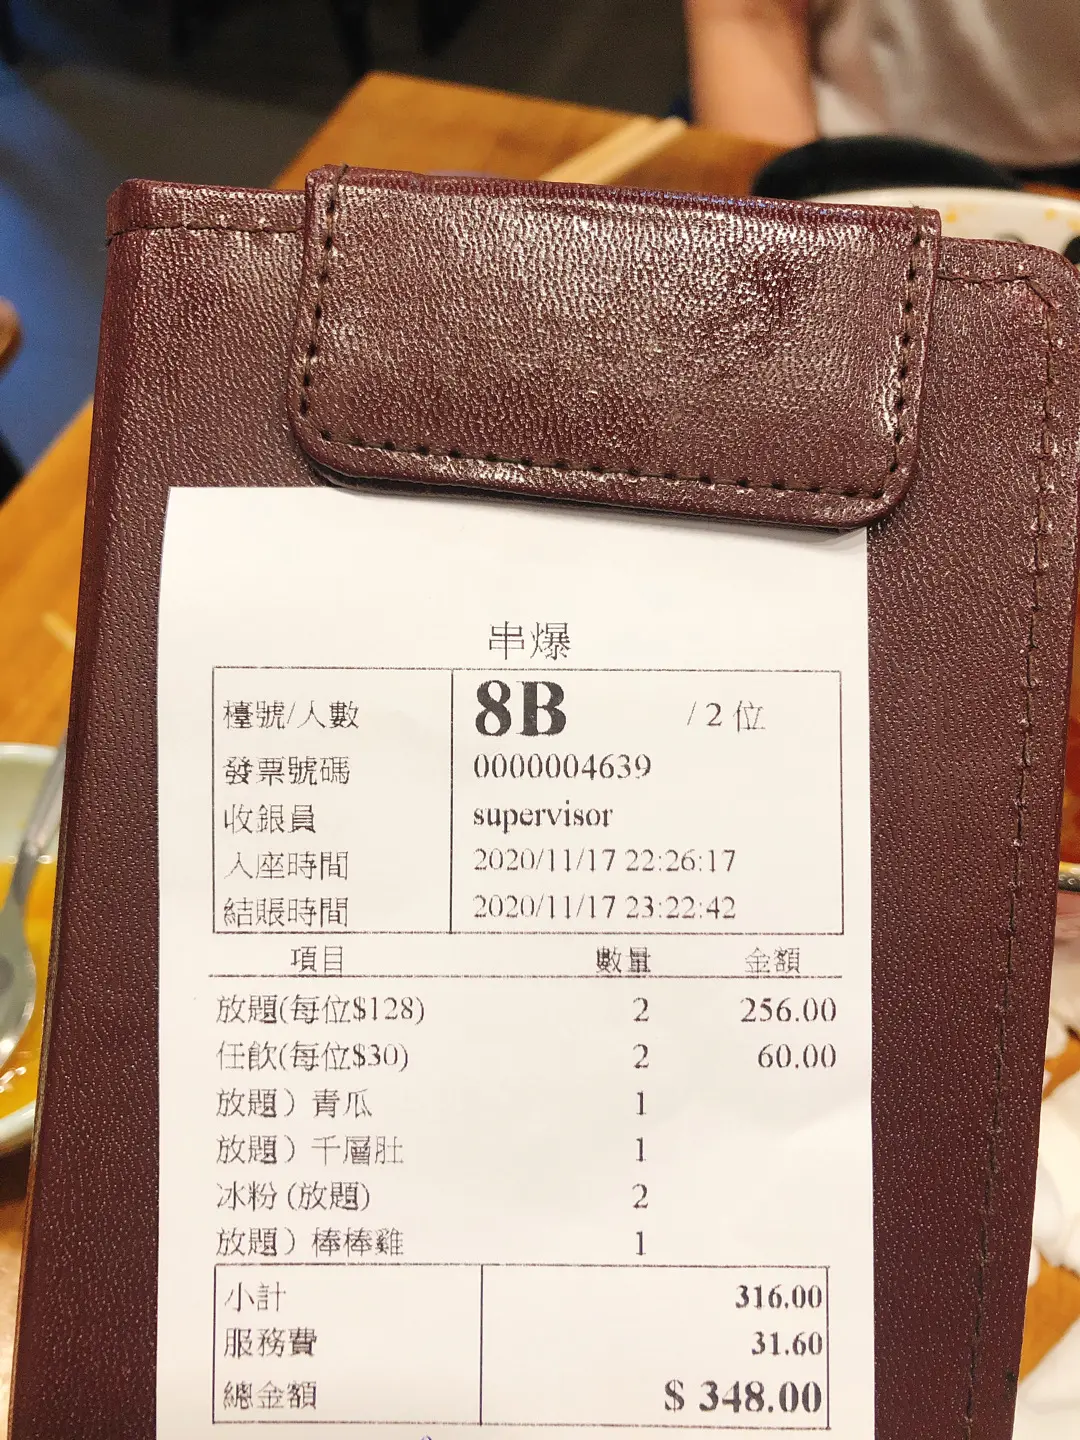 串爆
檯號/人數 8B / 2 位
發票號碼 0000004639
收銀員 supervisor
入座時間 2020/11/17 22:26:17
結賬時間 2020/11/17 23:22:42
項目 數量 金額
放題(每位$128) 2 256.00
任飲(每位$30) 2 60.00
放題）青瓜 1
放題）千層肚 1
冰粉 (放題) 2
放題）棒棒雞 1
小計 316.00
服務費 31.60
總金額 $ 348.00